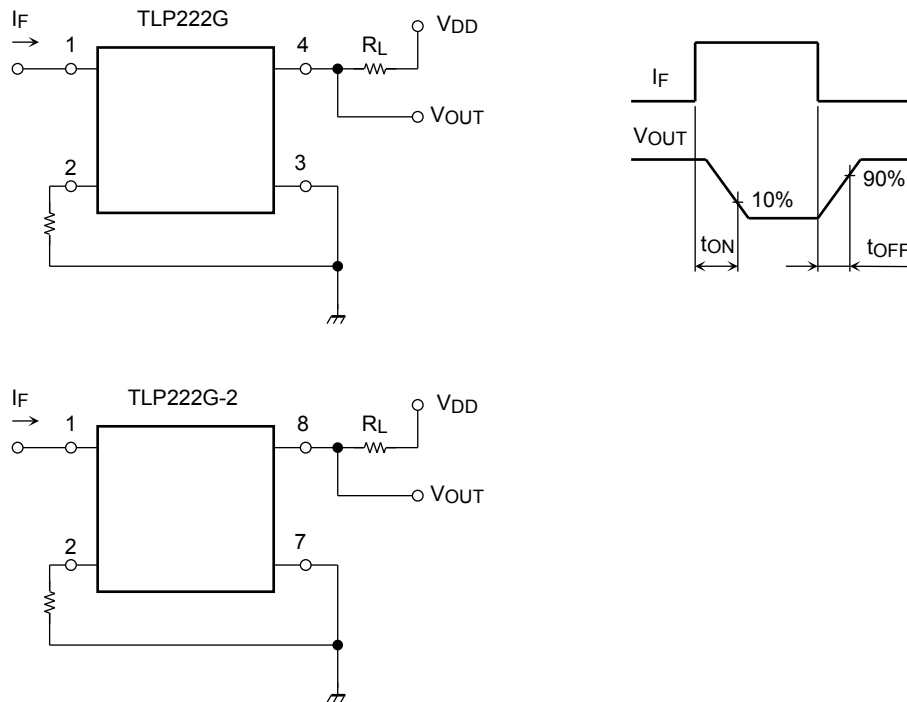 IF
TLP222G
1
4
RL
VDD
VOUT
2
3
IF
VOUT
10%
90%
tON
tOFF
IF
TLP222G-2
1
8
RL
VDD
VOUT
2
7